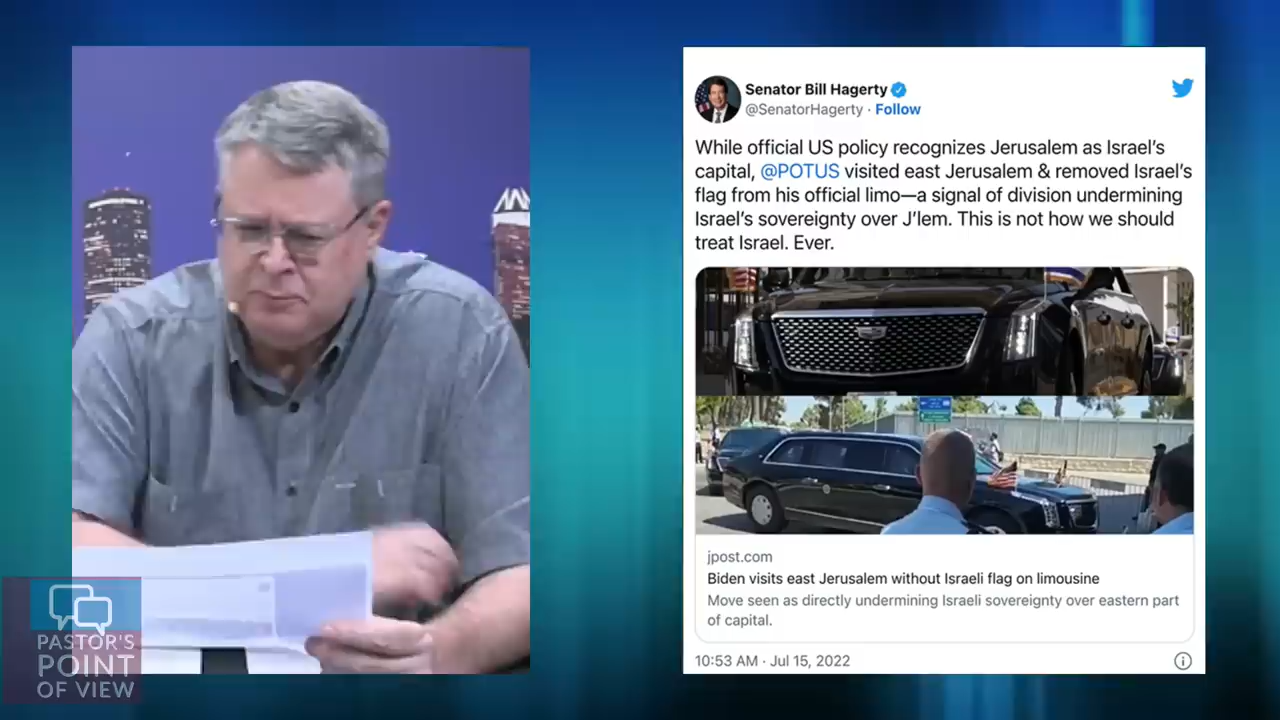 Senator Bill Hagerty
@SenatorHagerty · Follow
While official US policy recognizes Jerusalem as Israel's
capital, @POTUS visited east Jerusalem & removed Israel's
flag from his official limo—a signal of division undermining
Israel's sovereignty over J'lem. This is not how we should
treat Israel. Ever.
jpost.com
Biden visits east Jerusalem without Israeli flag on limousine
Move seen as directly undermining Israeli sovereignty over eastern part
of capital.
10:53 AM · Jul 15, 2022
PASTOR'S
POINT
OF VIEW